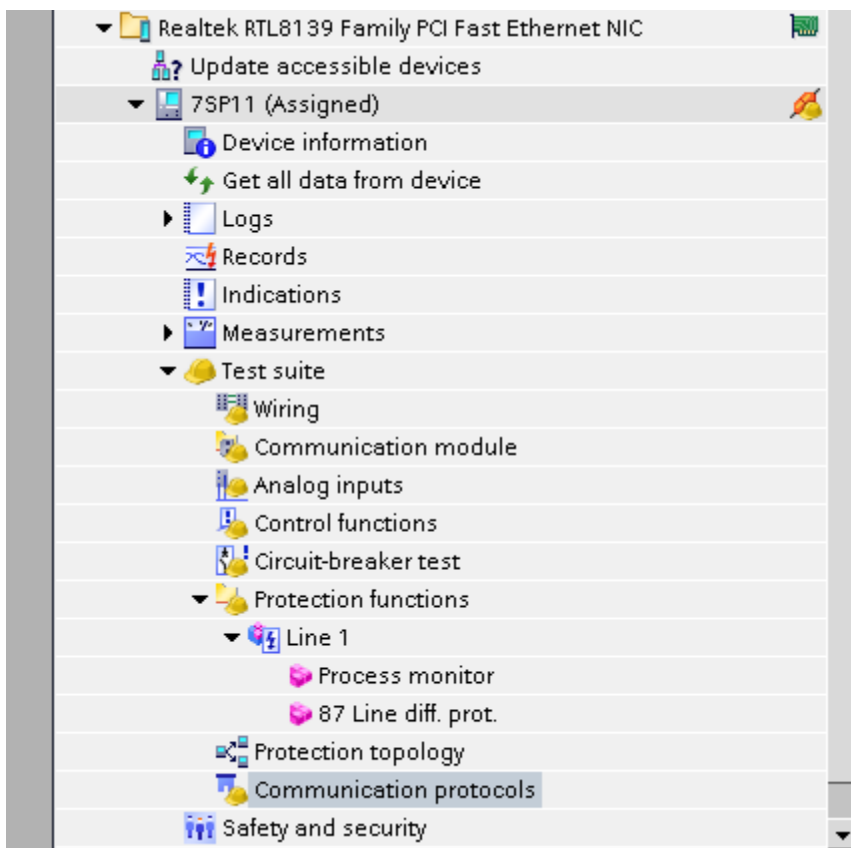 Realtek RTL8139 Family PCI Fast Ethernet NIC
Update accessible devices
7SP11 (Assigned)
Device information
Get all data from device
Logs
Records
Indications
Measurements
Test suite
Wiring
Communication module
Analog inputs
Control functions
Circuit-breaker test
Protection functions
Line 1
Process monitor
87 Line diff. prot.
Protection topology
Communication protocols
Safety and security